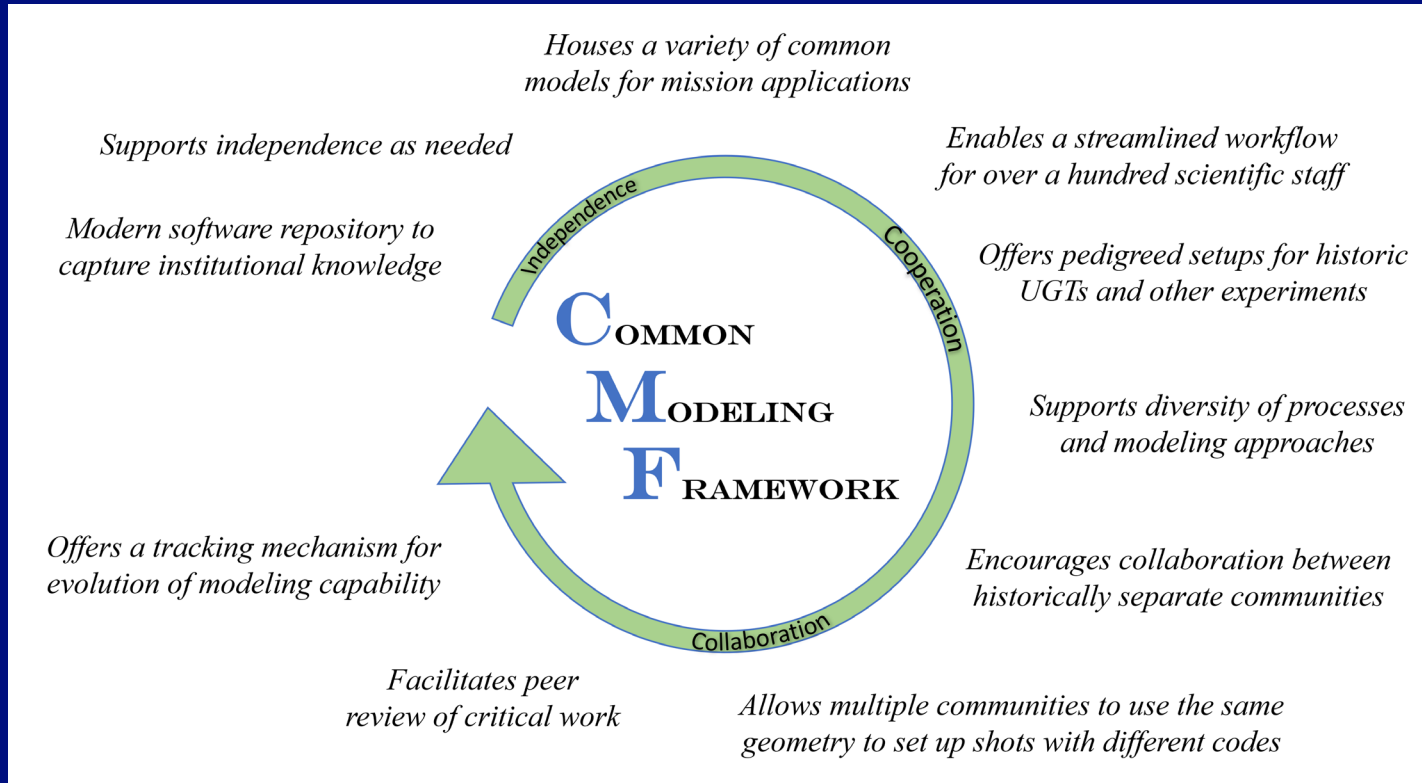 Houses a variety of common
models for mission applications
Supports independence as needed
Enables a streamlined workflow
for over a hundred scientific staff
Modern software repository to
capture institutional knowledge
Offers pedigreed setups for historic
UGTs and other experiments
Independence
Cooperation
COMMON
MODELING
FRAMEWORK
Supports diversity of processes
and modeling approaches
Offers a tracking mechanism for
evolution of modeling capability
Encourages collaboration between
historically separate communities
Collaboration
Facilitates peer
review of critical work
Allows multiple communities to use the same
geometry to set up shots with different codes